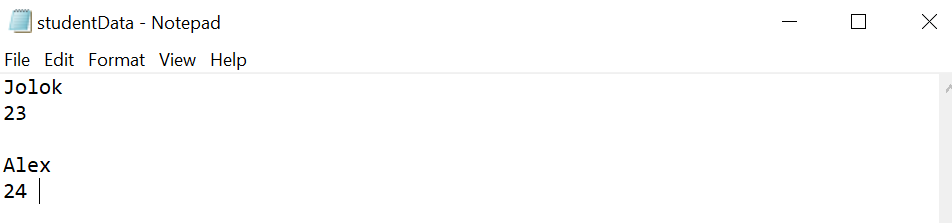 studentData - Notepad
File Edit Format View Help
Jolok
23

Alex
24